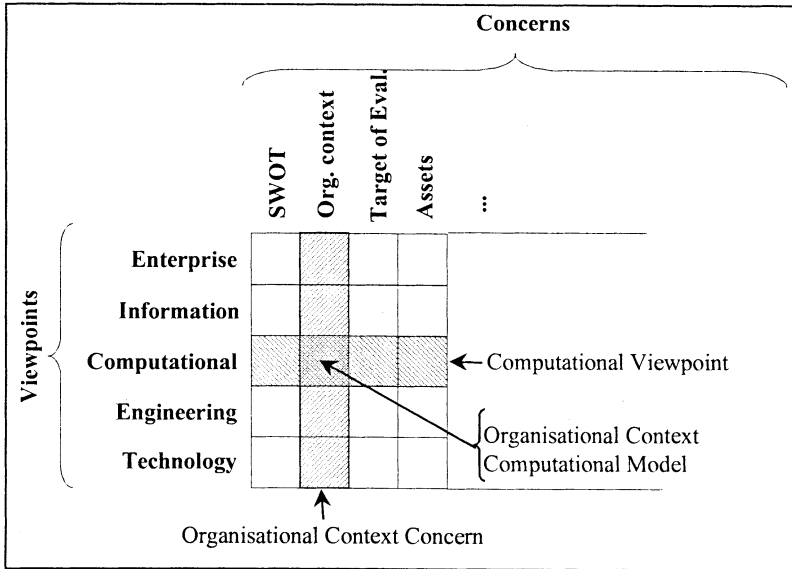 Concerns
SWOT
Org. context
Target of Eval.
Assets
...
Viewpoints
Enterprise
Information
Computational
Engineering
Technology
Computational Viewpoint
Organisational Context
Computational Model
Organisational Context Concern